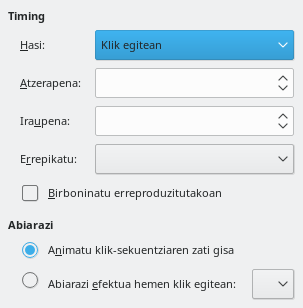 Timing
Hasi: Klik egitean
Atzerapena:
Iraupena:
Errepikatu:
Birboninatu erreproduzitutakoan
Abiarazi
Animatu klik-sekuentziaren zati gisa
Abiarazi efektua hemen klik egitean: